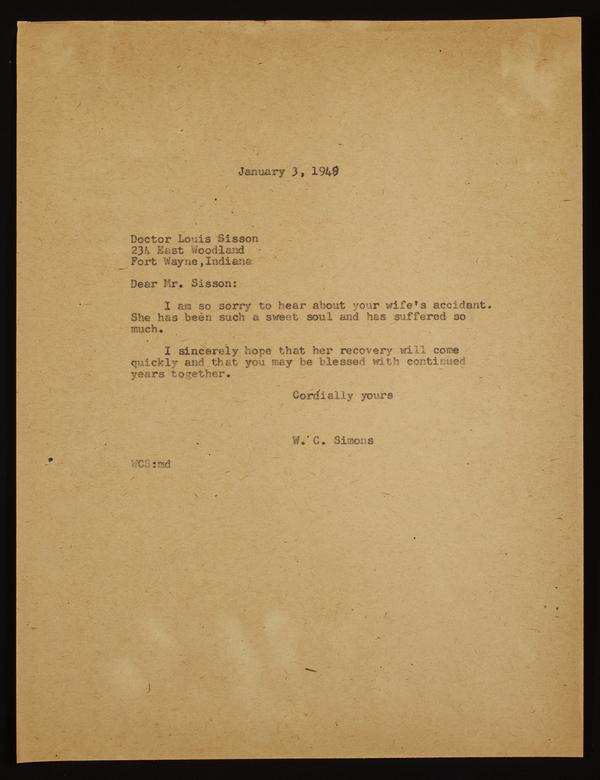 January 3, 1949
Doctor Louis Sisson
234 East Woodland
Fort Wayne,Indiana
Dear Mr. Sisson:
I am so sorry to hear about your wife's accidant.
She has been such a sweet soul and has suffered so
much.
I sincerely hope that her recovery will come
quickly and that you may be blessed with continued
years together.
Cordially yours
W. C. Simons
WCS:md